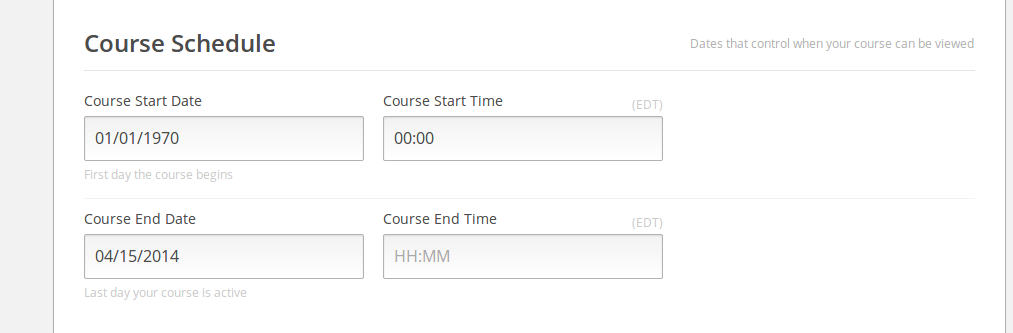 Course Schedule
Dates that control when your course can be viewed
Course Start Date
Course Start Time
(EDT)
01/01/1970
00:00
First day the course begins
Course End Date
Course End Time
(EDT)
04/15/2014
HH:MM
Last day your course is active